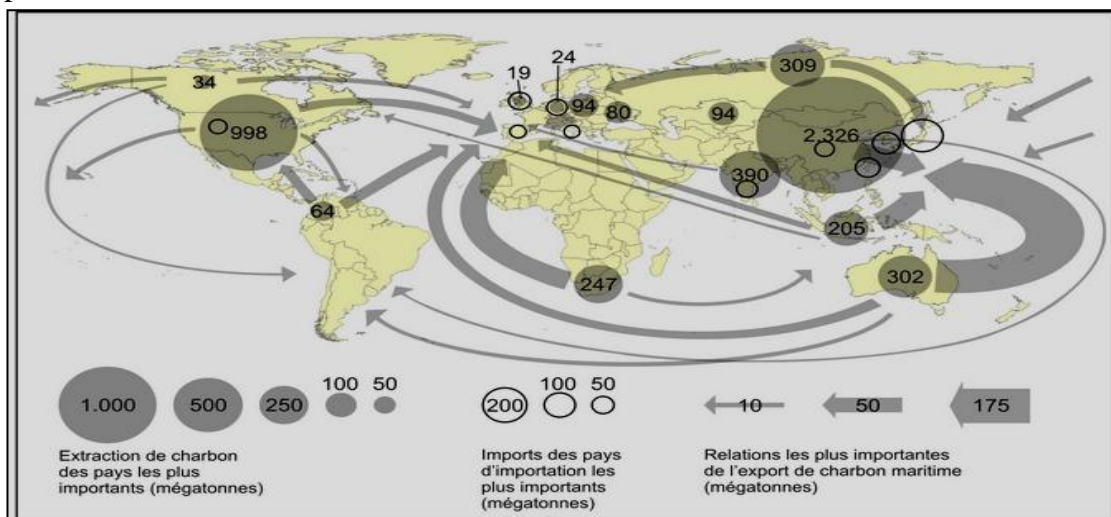 19
24
34
309
94
80
94
998
2.326
390
64
205
247
302
100 50
1.000 500 250
100 50
200
10 50 175
Extraction de charbon
des pays les plus
importants (mégatonnes)
Imports des pays
d'importation les
plus importants
(mégatonnes)
Relations les plus importantes
de l'export de charbon maritime
(mégatonnes)